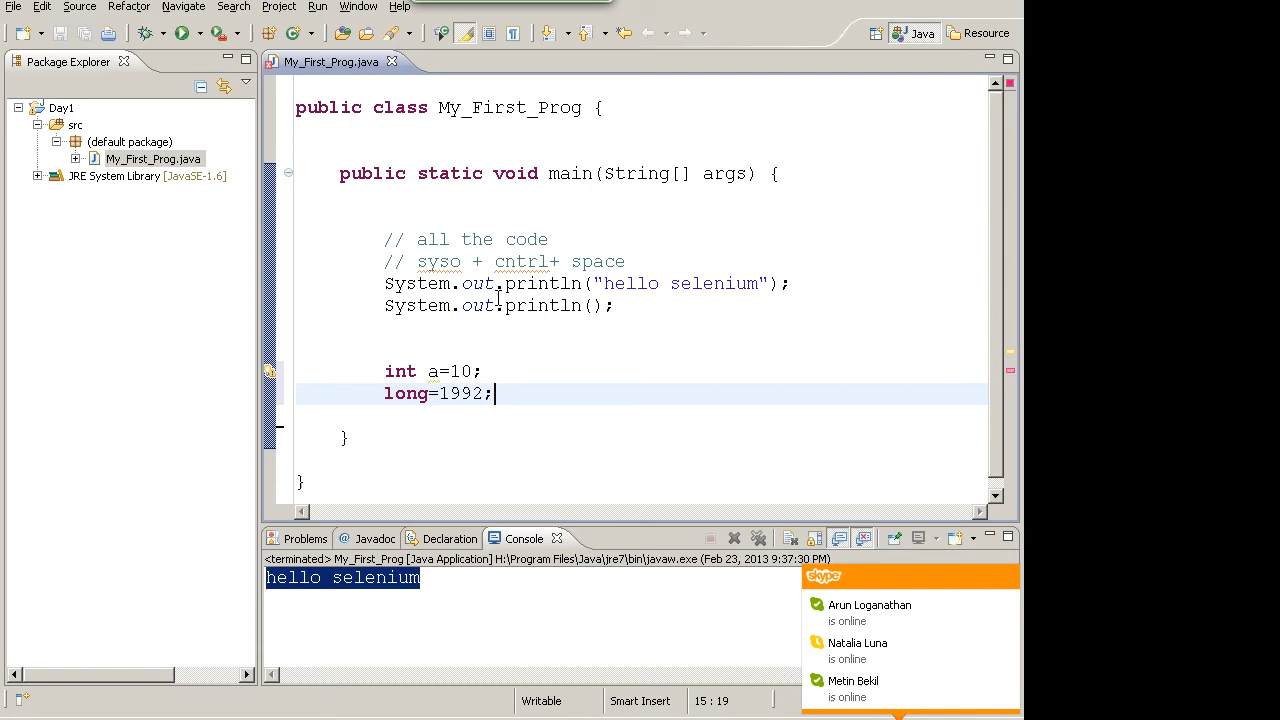 File Edit Source Refactor Navigate Search Project Run Window Help
Java Resource
Package Explorer
My_First_Prog.java
Day1
src
(default package)
My_First_Prog.java
JRE System Library [JavaSE-1.6]
public class My_First_Prog {
public static void main(String[] args) {
// all the code
// syso + cntrl+ space
System.out.println("hello selenium");
System.out.println();
int a=10;
long=1992;
}
}
Problems @ Javadoc Declaration Console
<terminated> My_First_Prog [Java Application] H:\Program Files\Java\jre7\bin\javaw.exe (Feb 23, 2013 9:37:30 PM)
hello selenium
skype
Arun Loganathan
is online
Natalia Luna
is online
Metin Bekil
is online
Writable Smart Insert 15 : 19